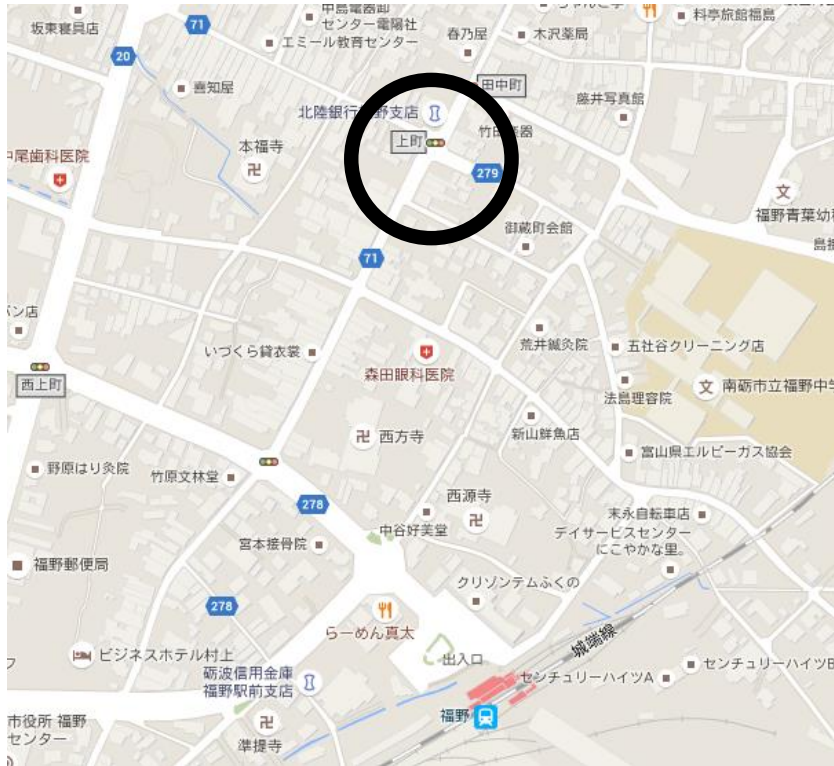 坂東寝具店
71
センター電陽社
エミール教育センター
春乃屋
木沢薬局
料亭旅館福島
20
喜知屋
田中町
北陸銀行
野支店
藤井写真館
上町
竹田楽器
本福寺
279
中尾歯科医院
文
福野青葉幼
御蔵町会館
71
パン店
いづくら貸衣裳
森田眼科医院
荒井鍼灸院
五社谷クリーニング店
西上町
法島理容院
文
南砺市立福野中学
西方寺
新山鮮魚店
富山県エルピーガス協会
野原はり灸院
竹原文林堂
278
西源寺
末永自転車店
中谷好美堂
デイサービスセンター
にこやかな里。
宮本接骨院
福野郵便局
クリゾンテムふくの
278
らーめん真太
城端線
出入口
ビジネスホテル村上
砺波信用金庫
福野駅前支店
センチュリーハイツA
センチュリーハイツB
福野
市役所 福野
センター
準提寺